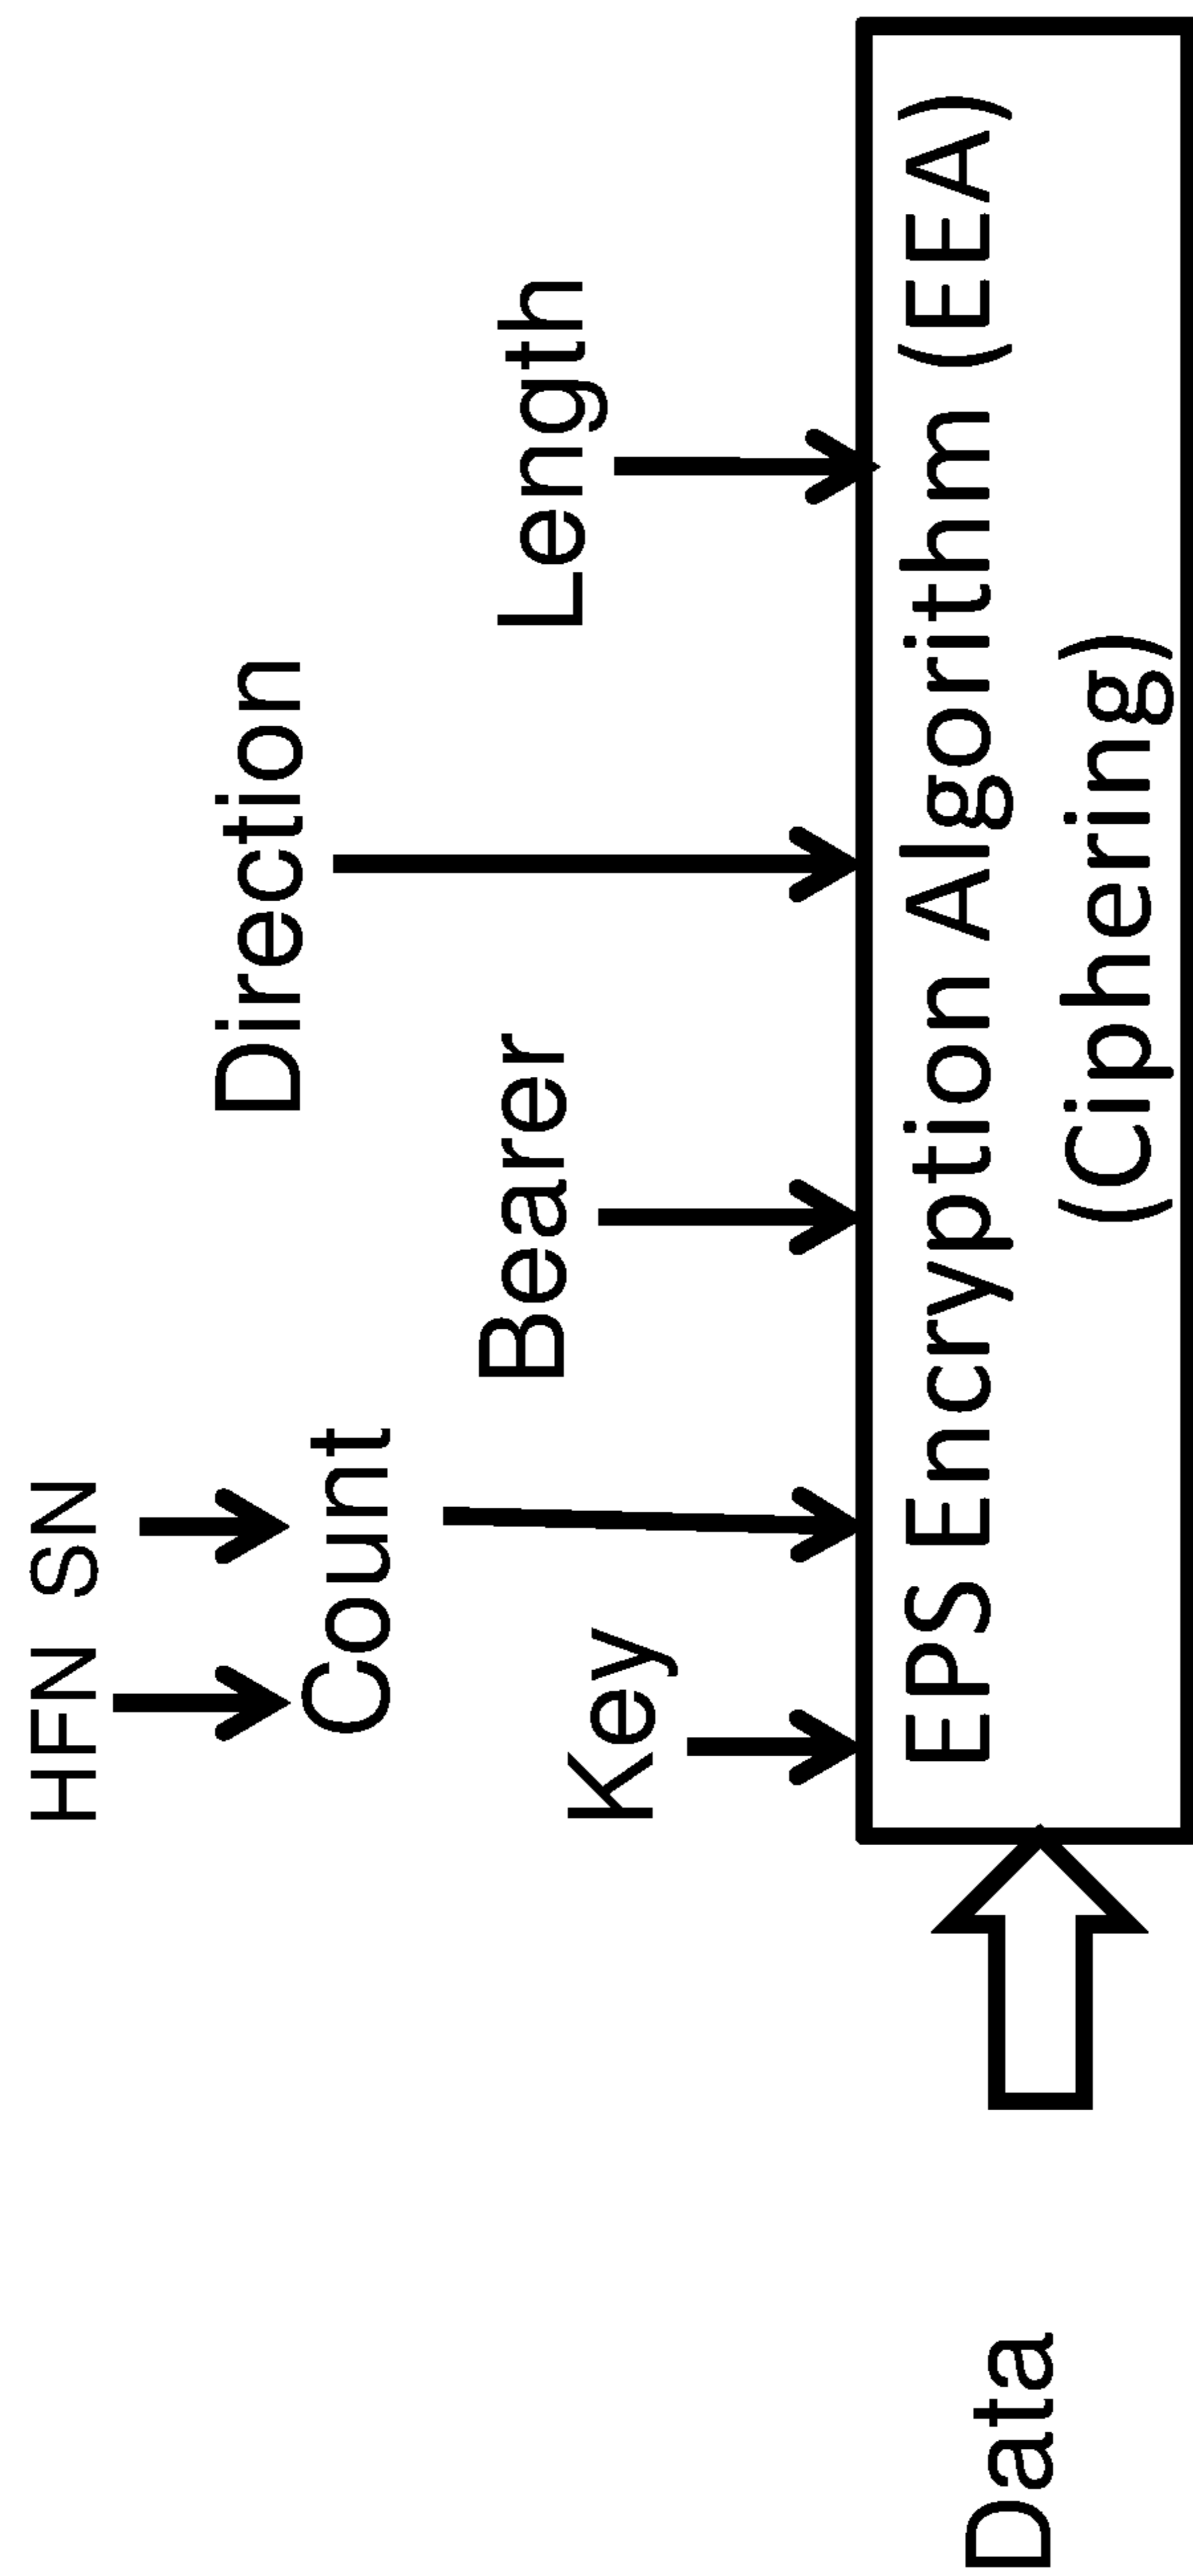 HFN SN
Count
Direction
Key
Bearer
Length
EPS Encryption Algorithm (EEA)
(Ciphering)
Data